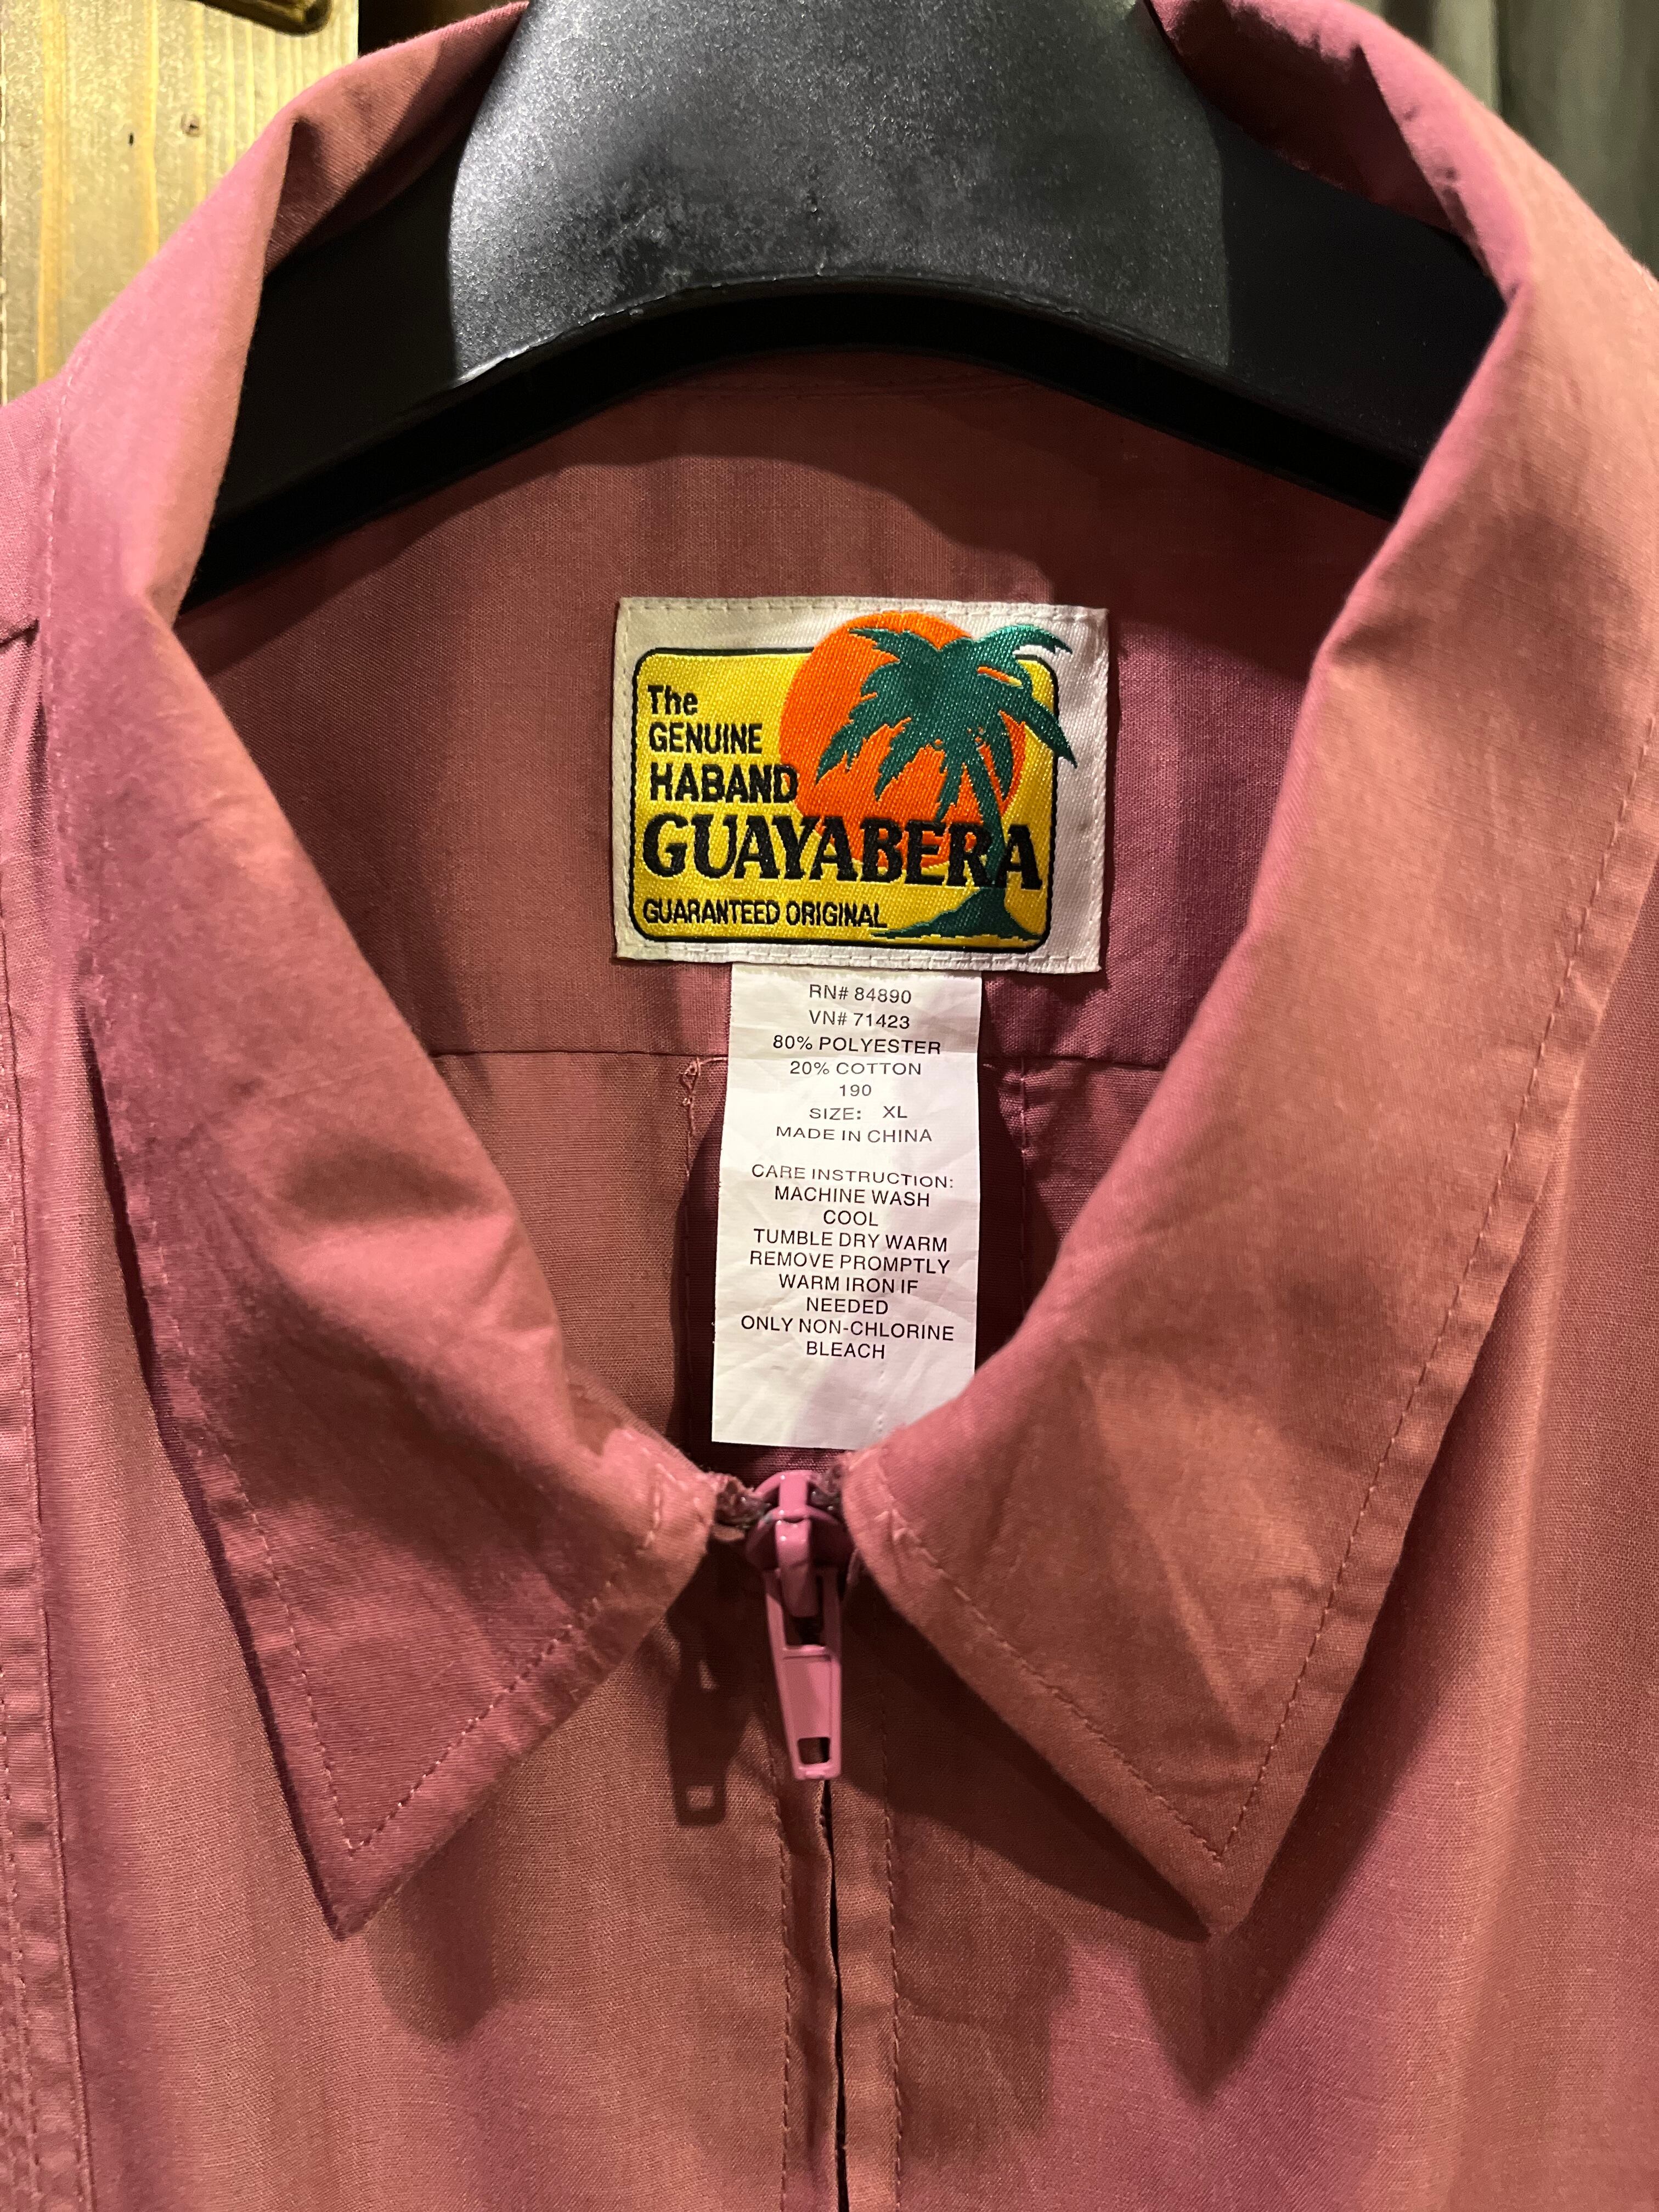 The
GENUINE
HABAND
GUAYABERA
GUARANTEED ORIGINAL
RN# 84890
VN# 71423
80% POLYESTER
20% COTTON
190
SIZE: XL
MADE IN CHINA
CARE INSTRUCTION:
MACHINE WASH
COOL
TUMBLE DRY WARM
REMOVE PROMPTLY
WARM IRON IF
NEEDED
ONLY NON-CHLORINE
BLEACH